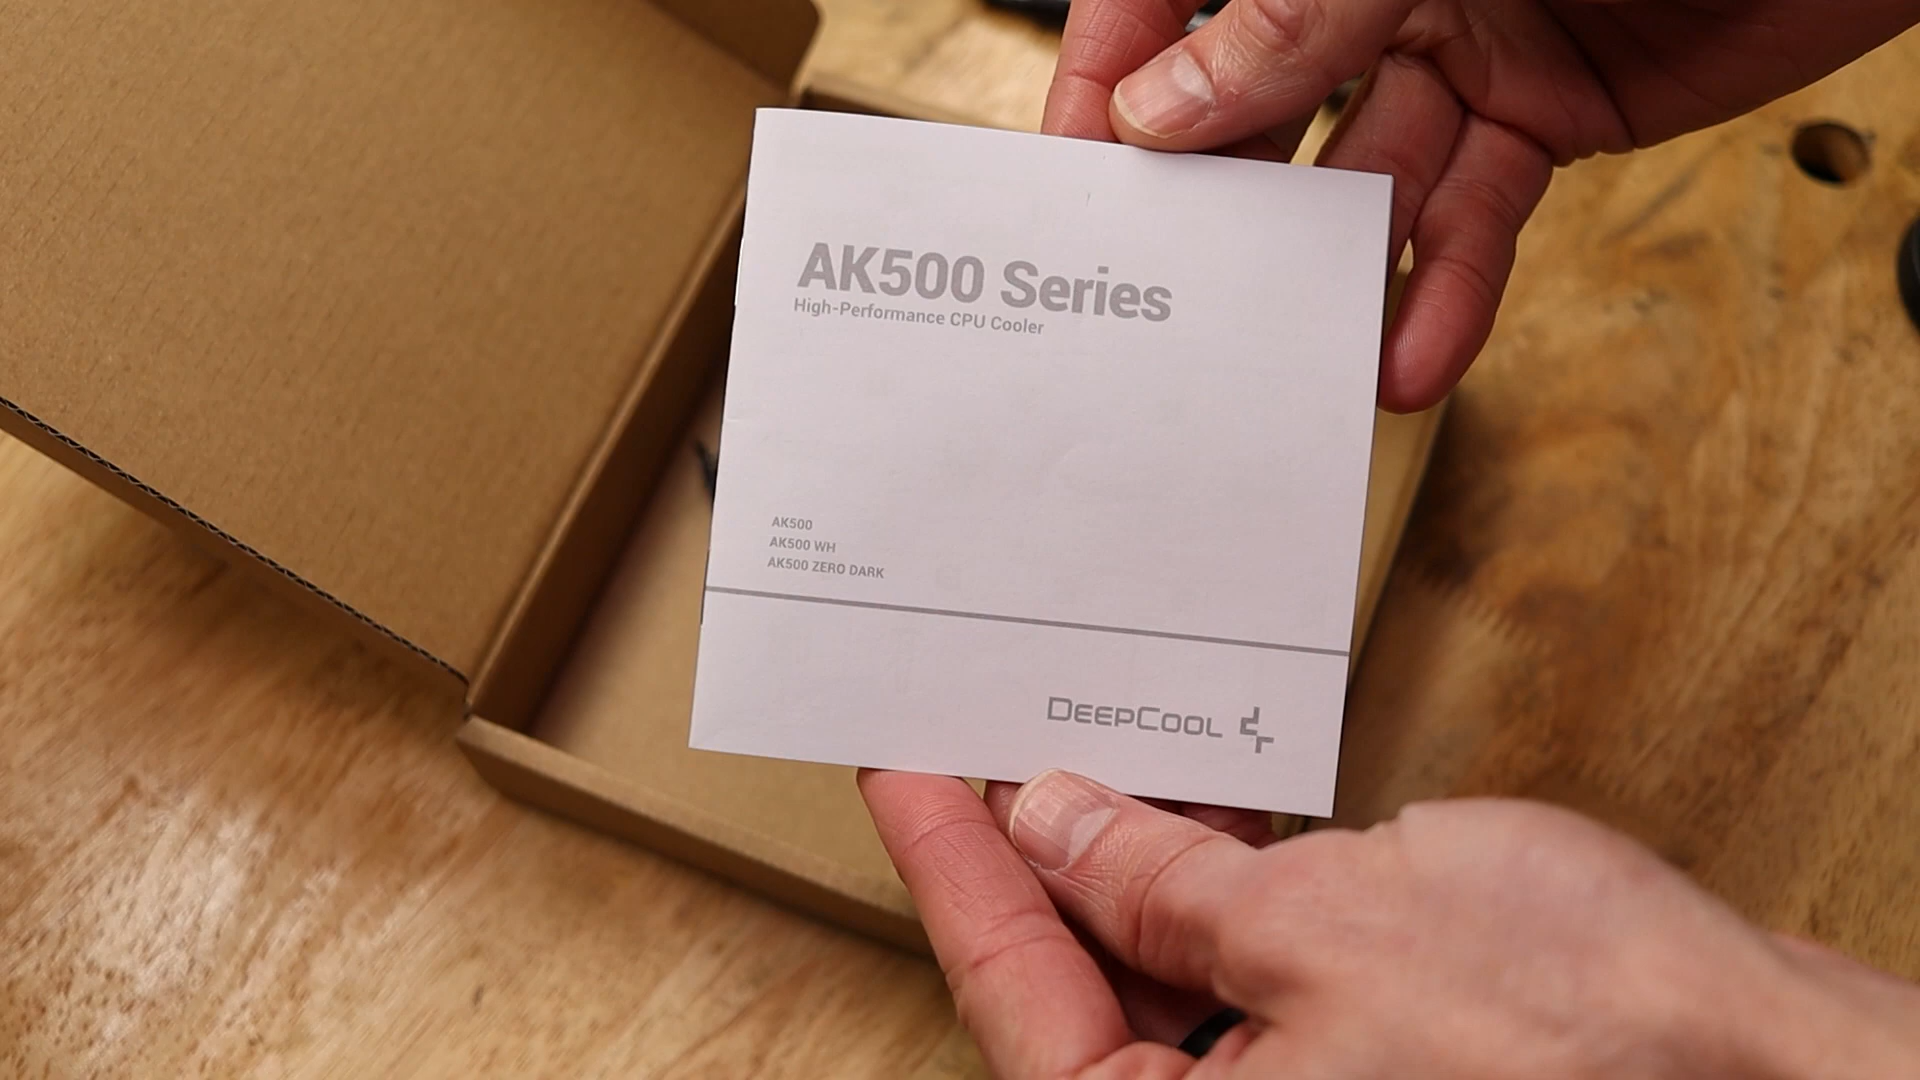 AK500 Series
High-Performance CPU Cooler
AK500
AK500 WH
AK500 ZERO DARK
DEEPCOOL